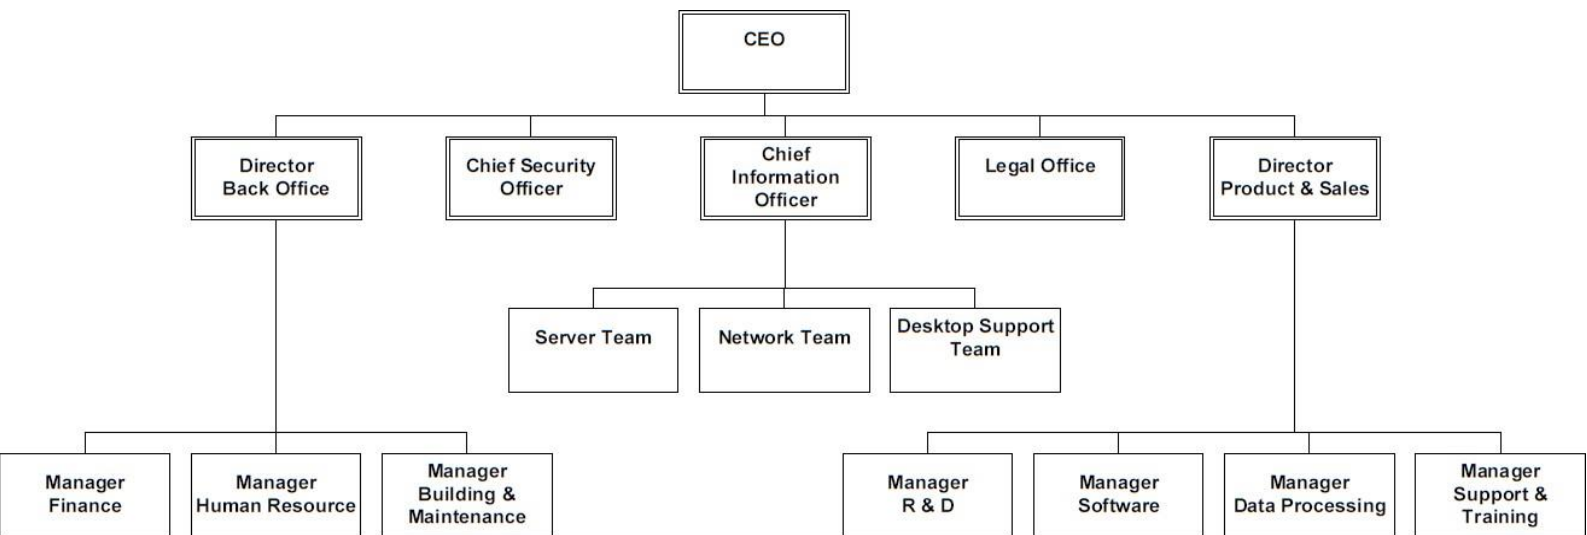 CEO
Director
Back Office
Chief Security
Officer
Chief
Information
Officer
Legal Office
Director
Product & Sales
Server Team
Network Team
Desktop Support
Team
Manager
Finance
Manager
Human Resource
Manager
Building &
Maintenance
Manager
R & D
Manager
Software
Manager
Data Processing
Manager
Support &
Training